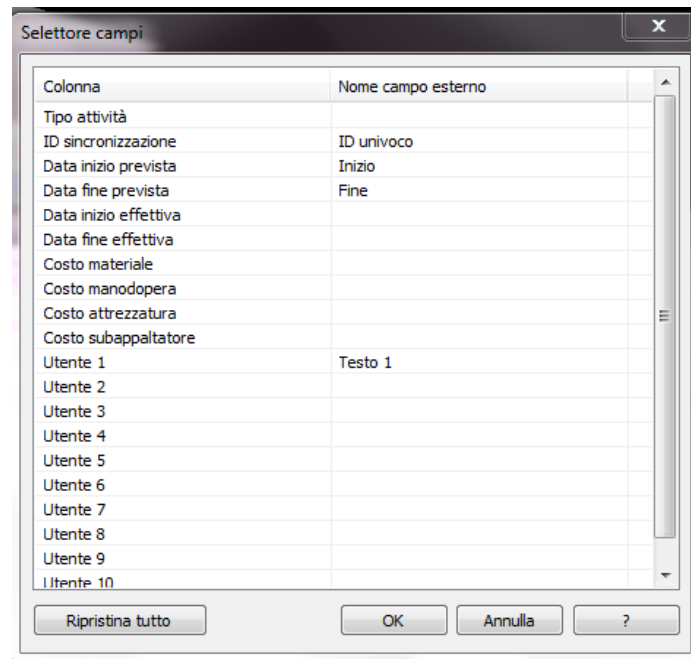 Selettore campi
x
Colonna Nome campo esterno
Tipo attività
ID sincronizzazione ID univoco
Data inizio prevista Inizio
Data fine prevista Fine
Data inizio effettiva
Data fine effettiva
Costo materiale
Costo manodopera
Costo attrezzatura
Costo subappaltatore
Utente 1 Testo 1
Utente 2
Utente 3
Utente 4
Utente 5
Utente 6
Utente 7
Utente 8
Utente 9
Utente 10
Ripristina tutto OK Annulla ?